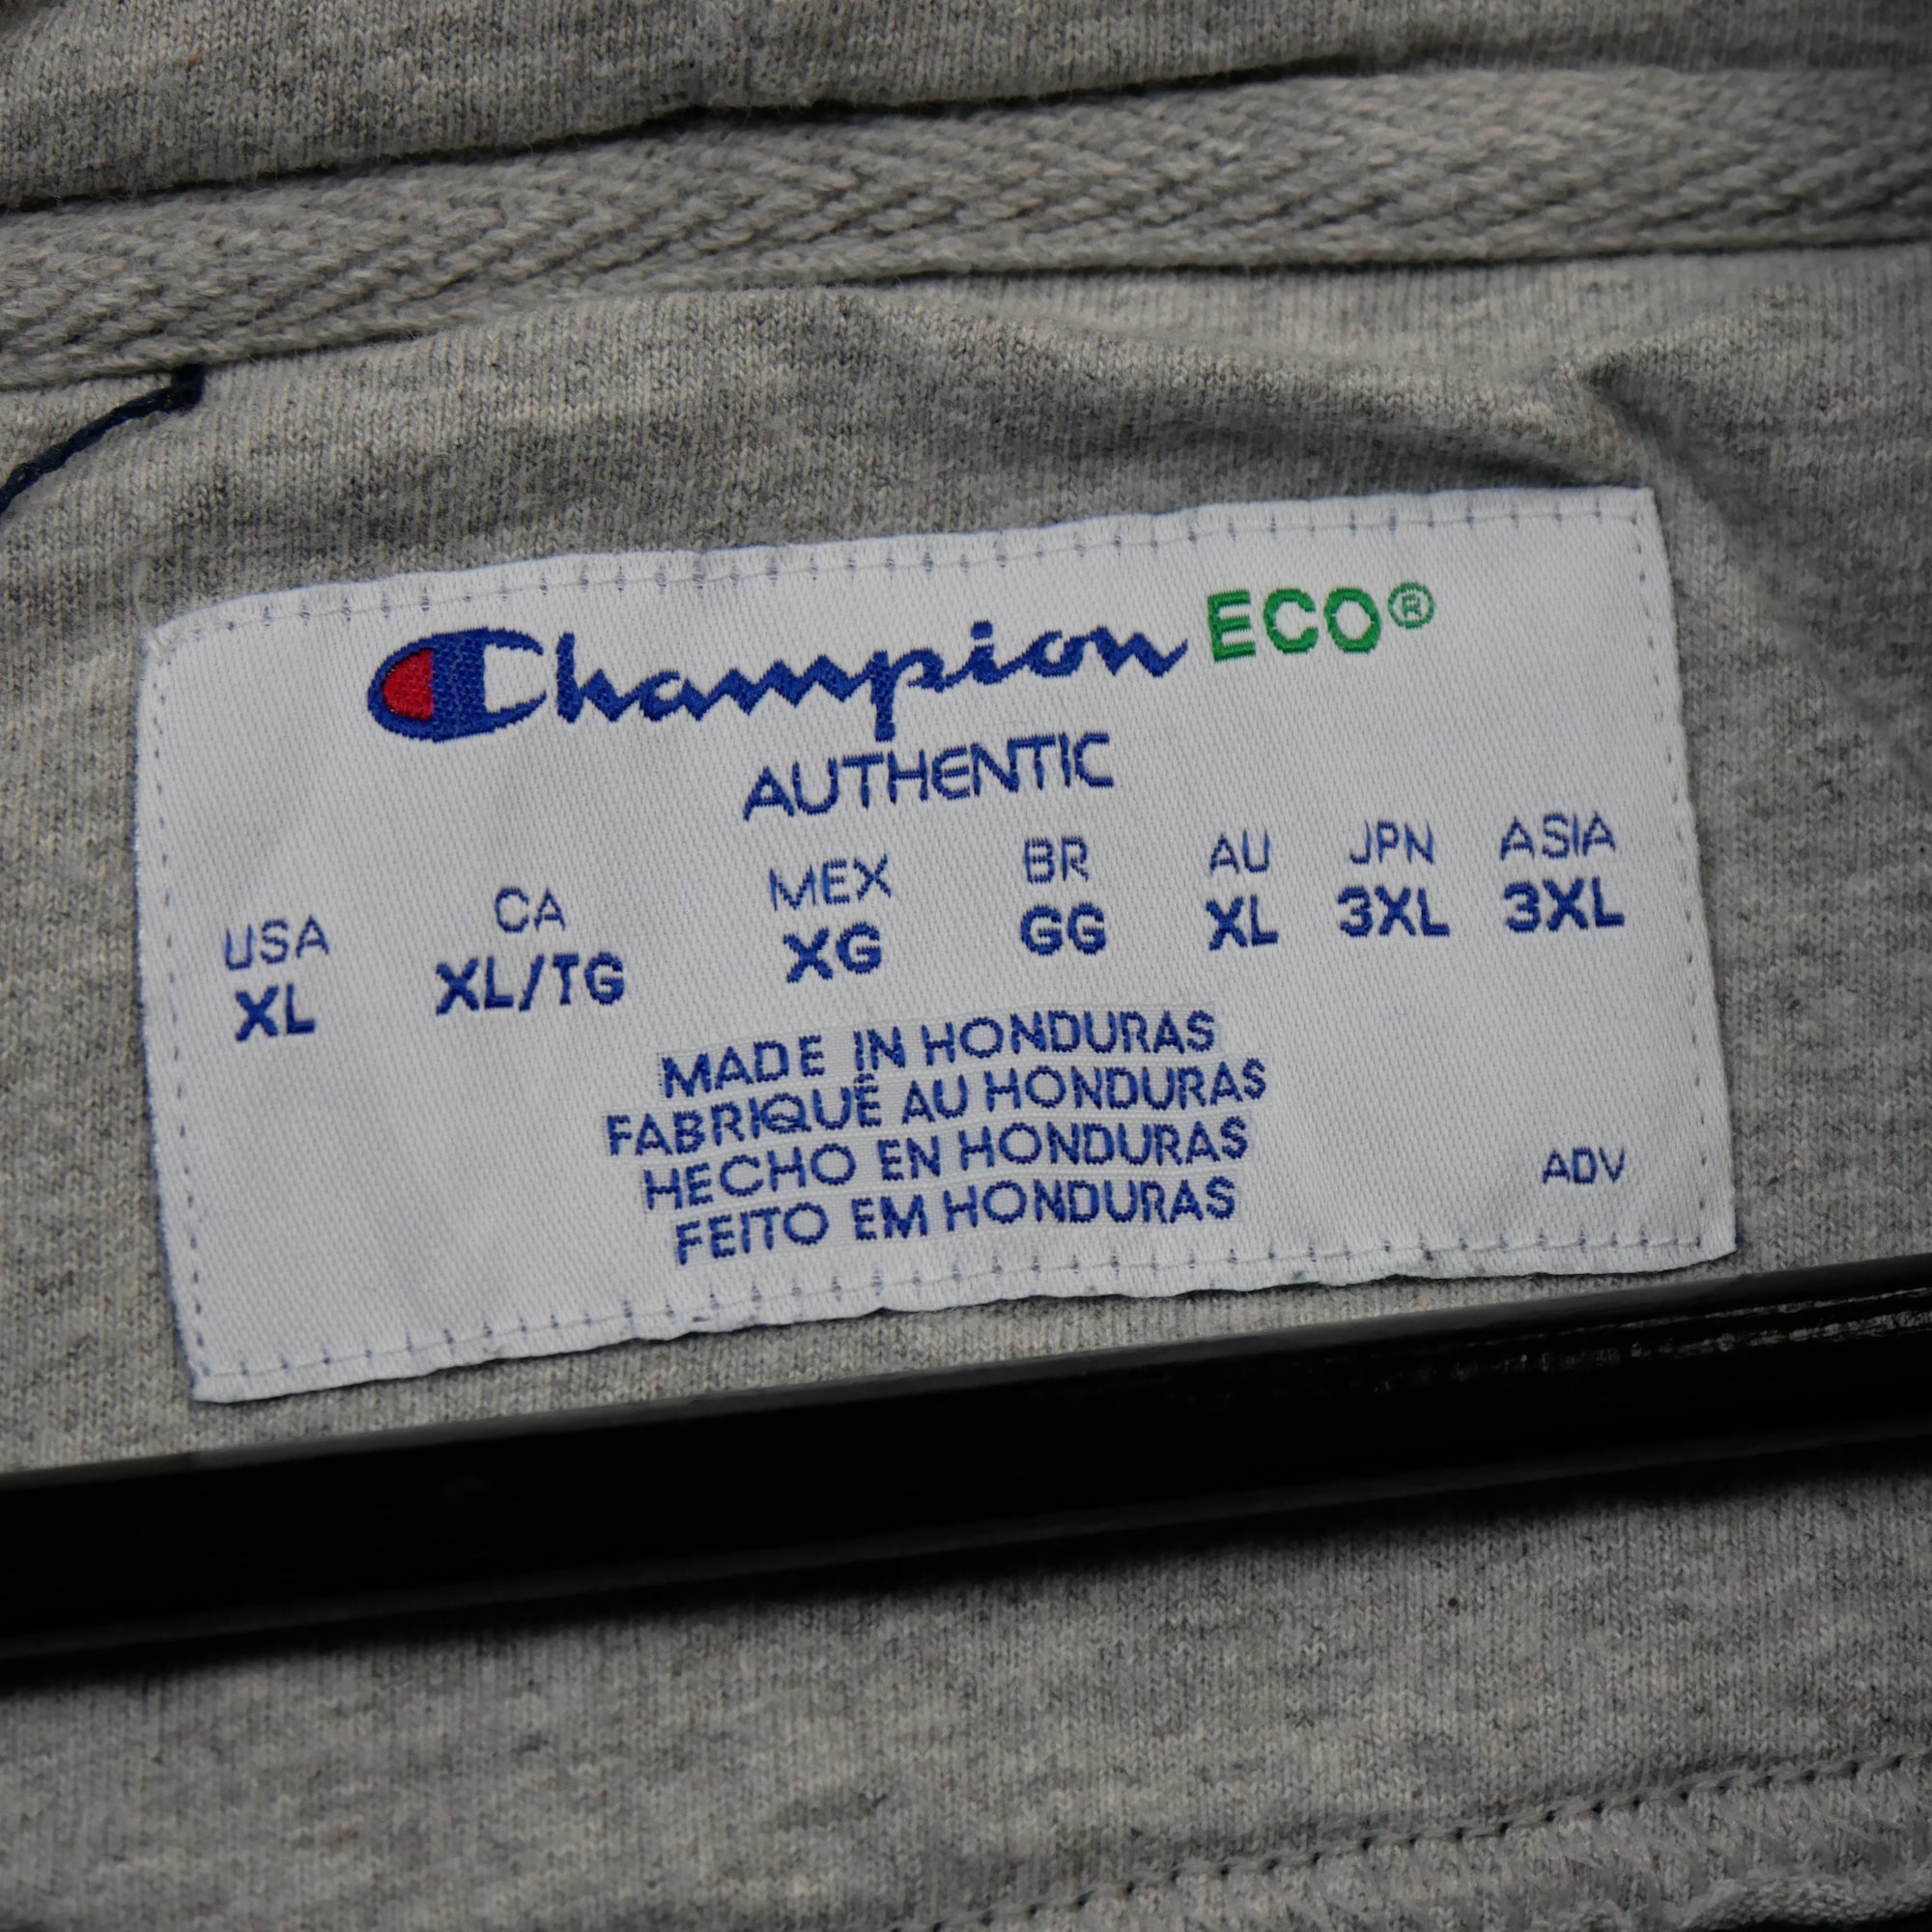 Champion ECO®
AUTHENTIC
USA CA MEX BR AU JPN ASIA
XL XL/TG XG GG XL 3XL 3XL
MADE IN HONDURAS
FABRIQUÉ AU HONDURAS
HECHO EN HONDURAS
FEITO EM HONDURAS
ADV